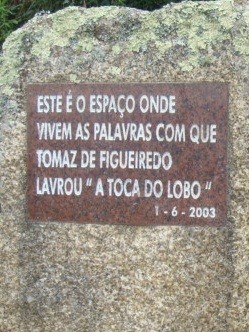 ESTE É O ESPAÇO ONDE
VIVEM AS PALAVRAS COM QUE
TOMAZ DE FIGUEIREDO
LAVROU " A TOCA DO LOBO "
1 - 6 - 2003